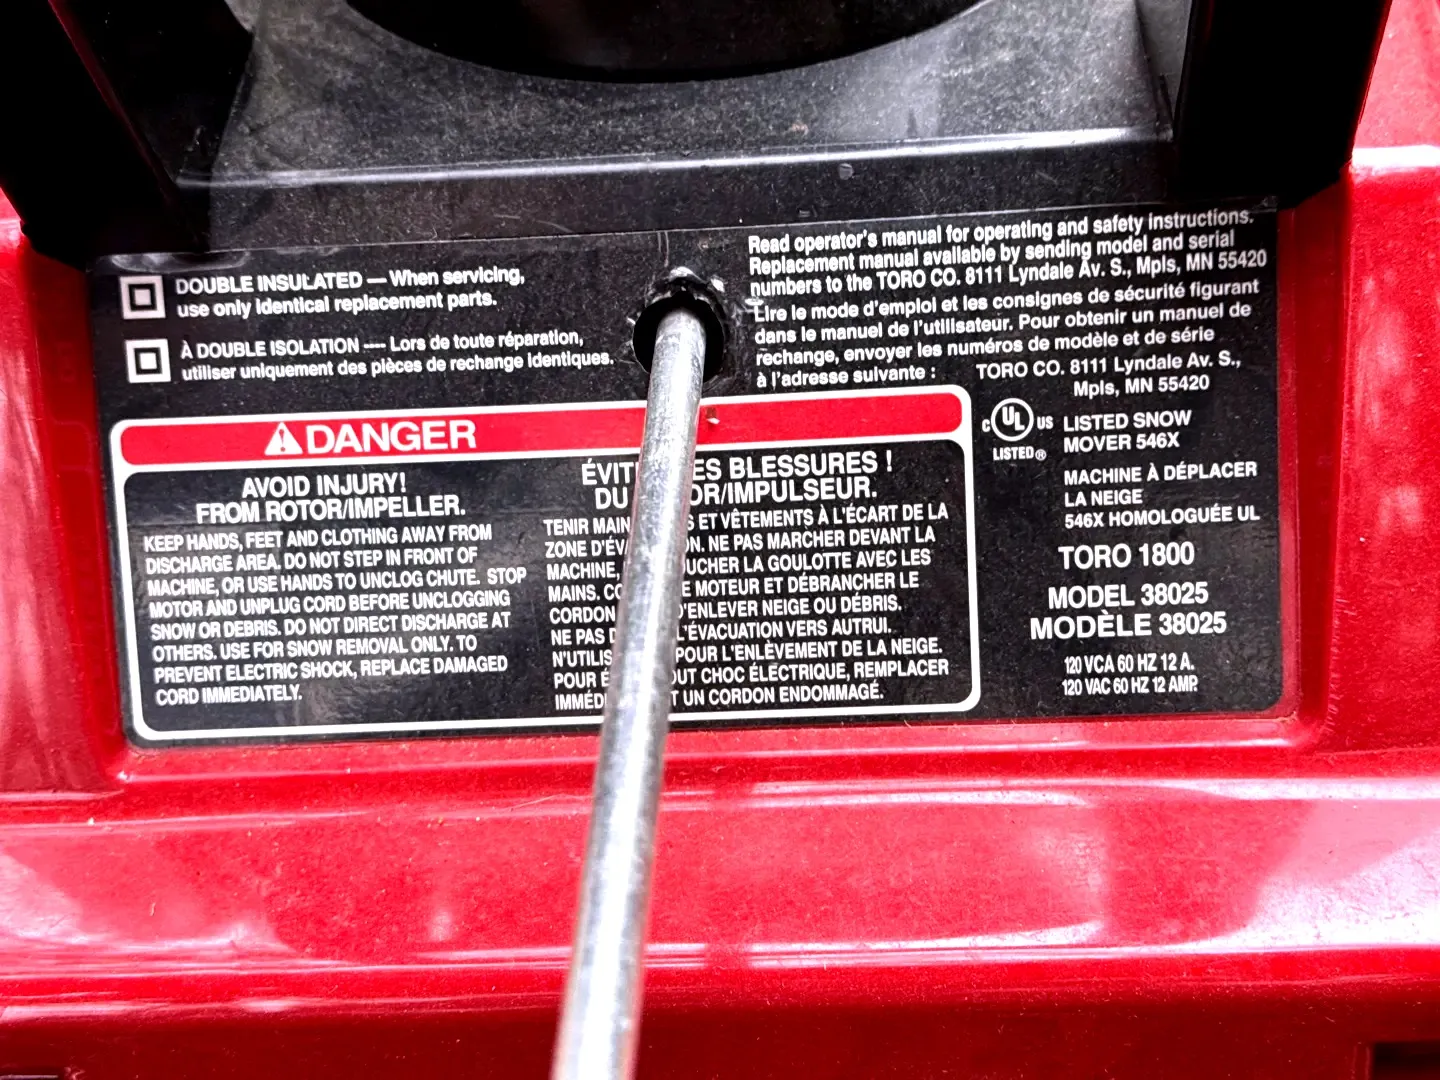 DOUBLE INSULATED — When servicing,
use only identical replacement parts.
À DOUBLE ISOLATION ---- Lors de toute réparation,
utiliser uniquement des pièces de rechange identiques.
Read operator's manual for operating and safety instructions.
Replacement manual available by sending model and serial
numbers to the TORO CO. 8111 Lyndale Av. S., Mpls, MN 55420
Lire le mode d'emploi et les consignes de sécurité figurant
dans le manuel de l'utilisateur. Pour obtenir un manuel de
rechange, envoyer les numéros de modèle et de série
à l'adresse suivante :
TORO CO. 8111 Lyndale Av. S.,
Mpls, MN 55420
DANGER
AVOID INJURY!
FROM ROTOR/IMPELLER.
KEEP HANDS, FEET AND CLOTHING AWAY FROM
DISCHARGE AREA. DO NOT STEP IN FRONT OF
MACHINE, OR USE HANDS TO UNCLOG CHUTE. STOP
MOTOR AND UNPLUG CORD BEFORE UNCLOGGING
SNOW OR DEBRIS. DO NOT DIRECT DISCHARGE AT
OTHERS. USE FOR SNOW REMOVAL ONLY. TO
PREVENT ELECTRIC SHOCK, REPLACE DAMAGED
CORD IMMEDIATELY.
BLESSURES !
DU
TENIR ET VÊTEMENTS À L'ÉCART DE LA
ZONE NE PAS MARCHER DEVANT LA
MACHINE, LA GOULOTTE AVEC LES
MAINS. MOTEUR ET DÉBRANCHER LE
CORDON D'ENLEVER NEIGE OU DÉBRIS.
NE PAS L'ÉVACUATION VERS AUTRUI.
POUR L'ENLÈVEMENT DE LA NEIGE.
POUR CHOC ÉLECTRIQUE, REMPLACER
UN CORDON ENDOMMAGÉ.
C UL US
LISTED®
LISTED SNOW
MOVER 546X
MACHINE À DÉPLACER
LA NEIGE
546X HOMOLOGUÉE UL
TORO 1800
MODEL 38025
MODÈLE 38025
120 VCA 60 HZ 12 A.
120 VAC 60 HZ 12 AMP.